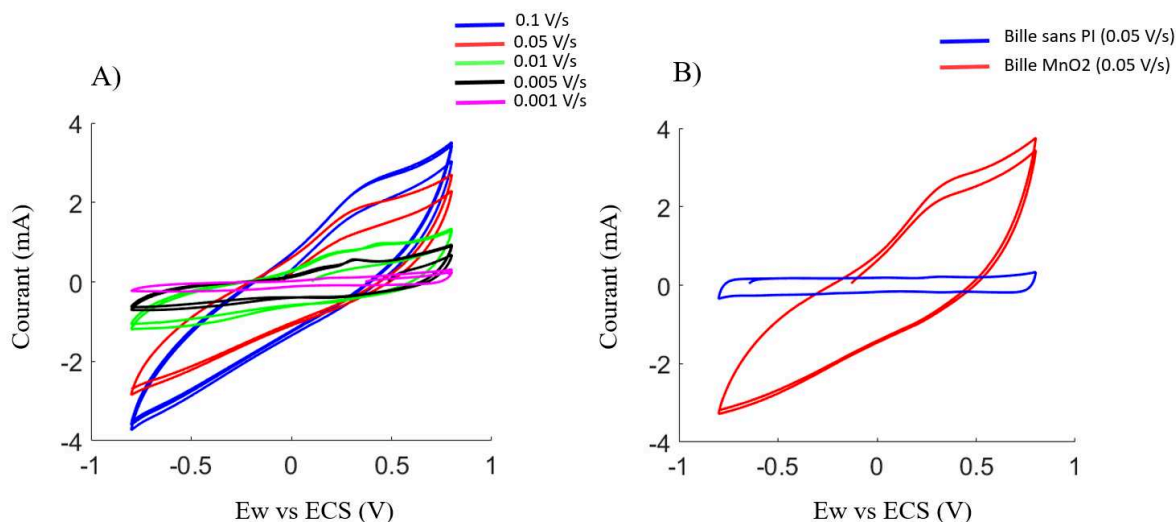 A)
0.1 V/s
0.05 V/s
0.01 V/s
0.005 V/s
0.001 V/s
Courant (mA)
4
2
0
-2
-4
-1
-0.5
0
0.5
1
Ew vs ECS (V)
B)
Bille sans PI (0.05 V/s)
Bille MnO2 (0.05 V/s)
Courant (mA)
4
2
0
-2
-4
-1
-0.5
0
0.5
1
Ew vs ECS (V)